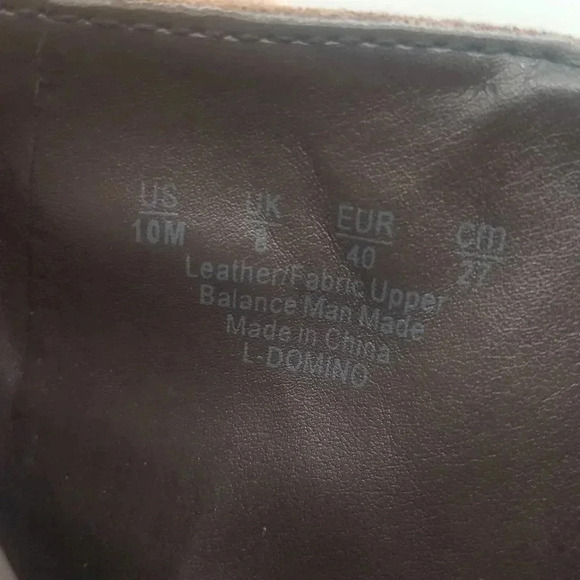 US UK EUR cm
10M 8 40 27
Leather/Fabric Upper
Balance Man Made
Made in China
L-DOMINO